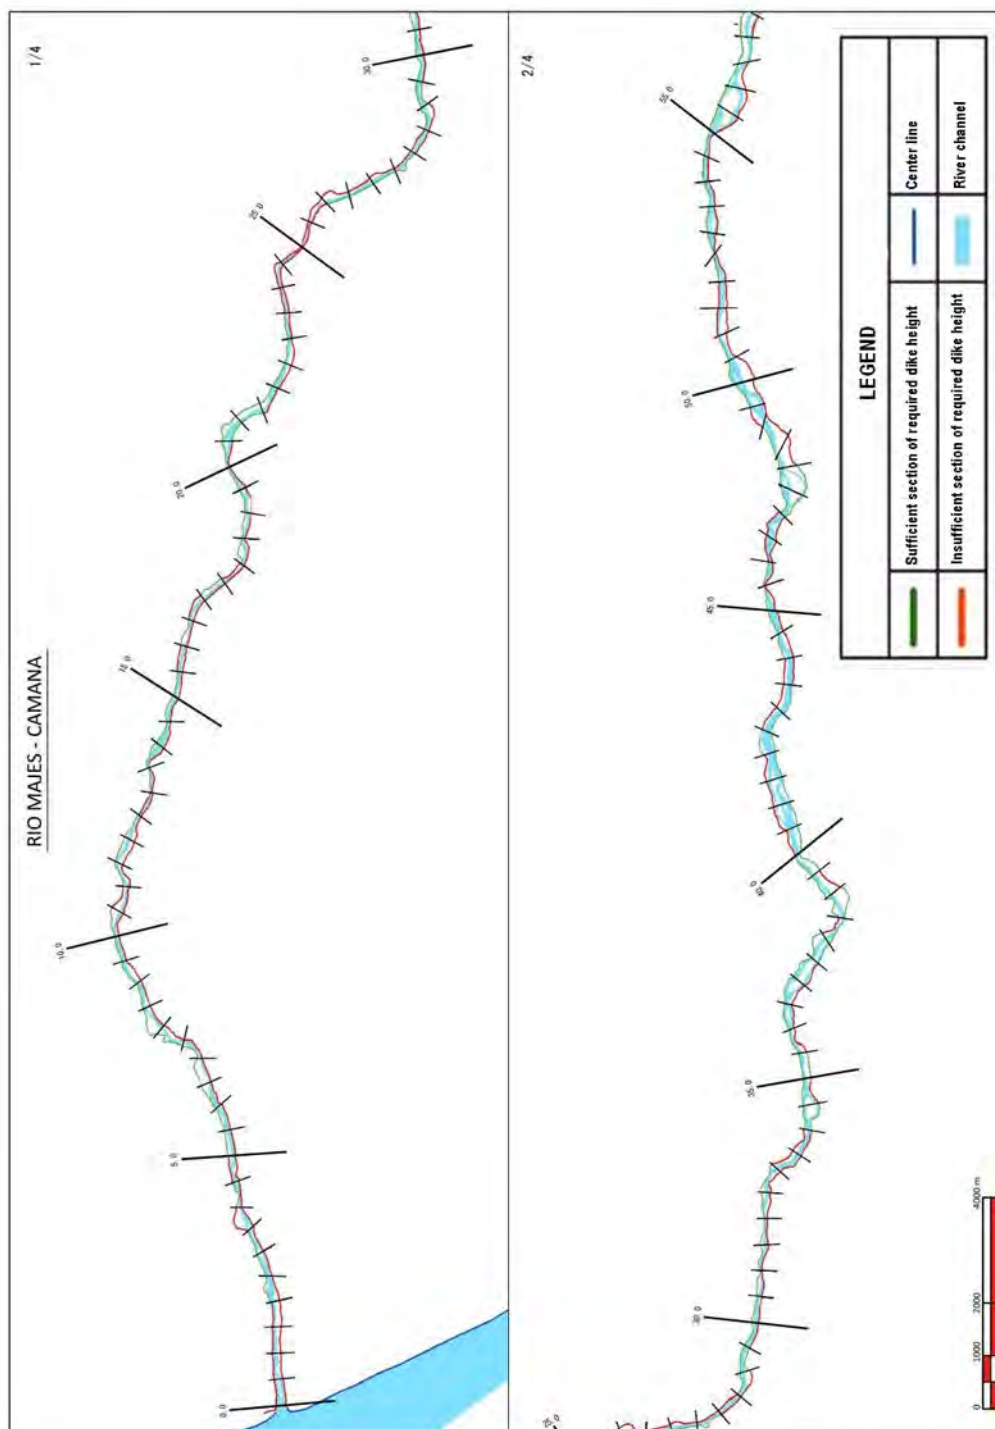 RIO MAJES - CAMANA
1/4
0.0
5.0
10.0
15.0
20.0
25.0
30.0
2/4
25.0
30.0
35.0
40.0
45.0
50.0
55.0
LEGEND
Sufficient section of required dike height
Center line
Insufficient section of required dike height
River channel
0 1000 2000 4000 m